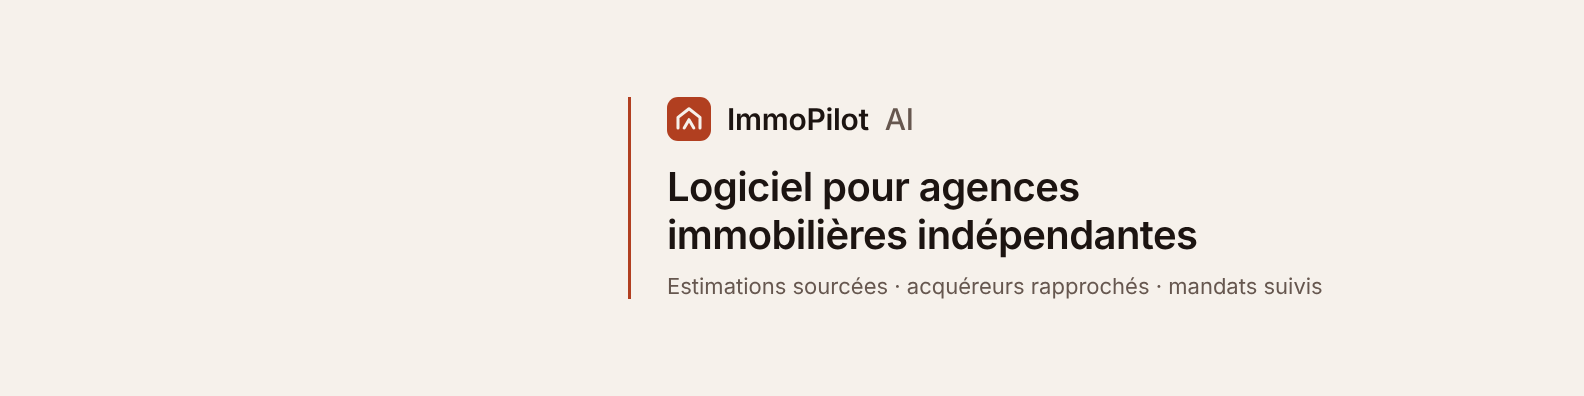 ImmoPilot AI
Logiciel pour agences
immobilières indépendantes
Estimations sourcées · acquéreurs rapprochés · mandats suivis